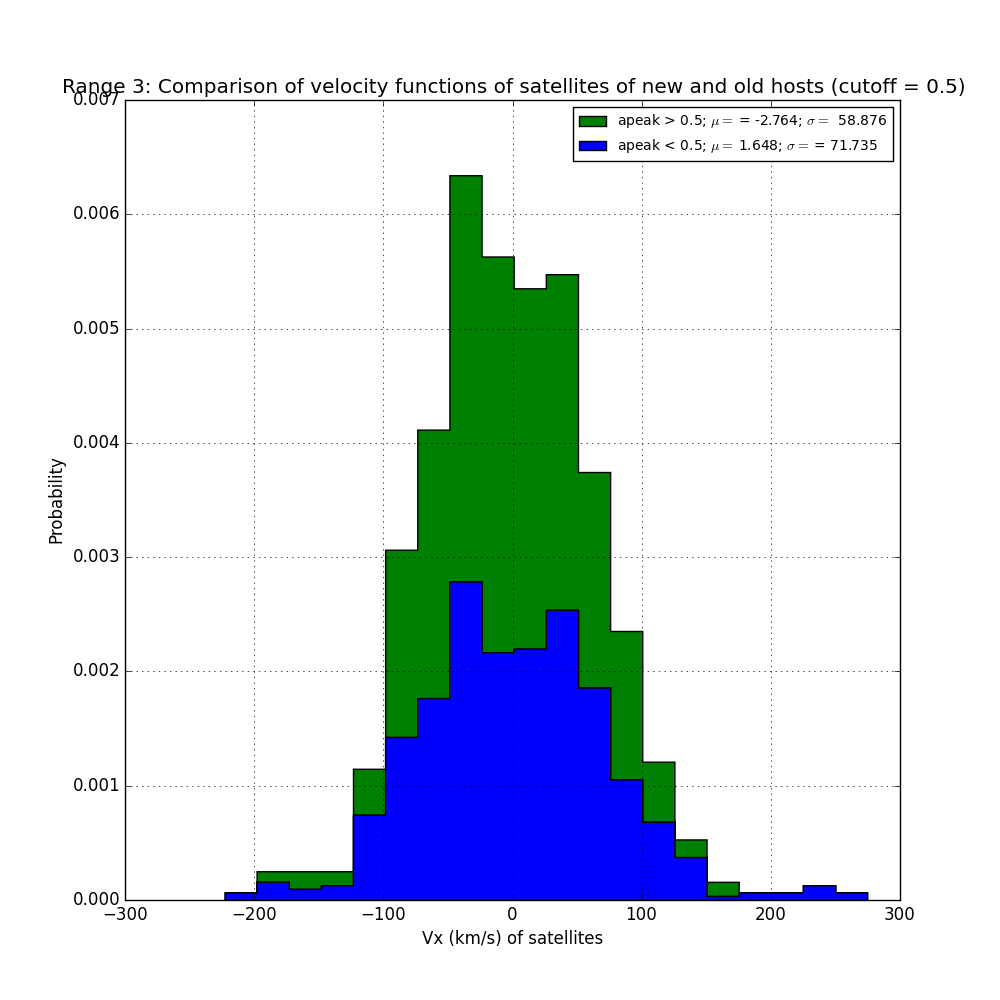 Range 3: Comparison of velocity functions of satellites of new and old hosts (cutoff = 0.5)
0.007
apeak > 0.5; μ = = -2.764; σ = 58.876
apeak < 0.5; μ = 1.648; σ = = 71.735
0.006
0.005
0.004
Probability
0.003
0.002
0.001
0.000
−300 −200 −100 0 100 200 300
Vx (km/s) of satellites